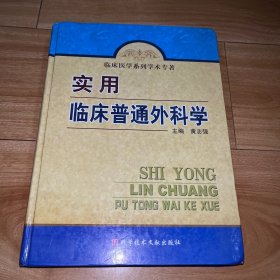 临床医学系列学术专著
实用
临床普通外科学
主编 黄志强
SHI YONG
LIN CHUANG
PU TONG WAI KE XUE
科学技术文献出版社